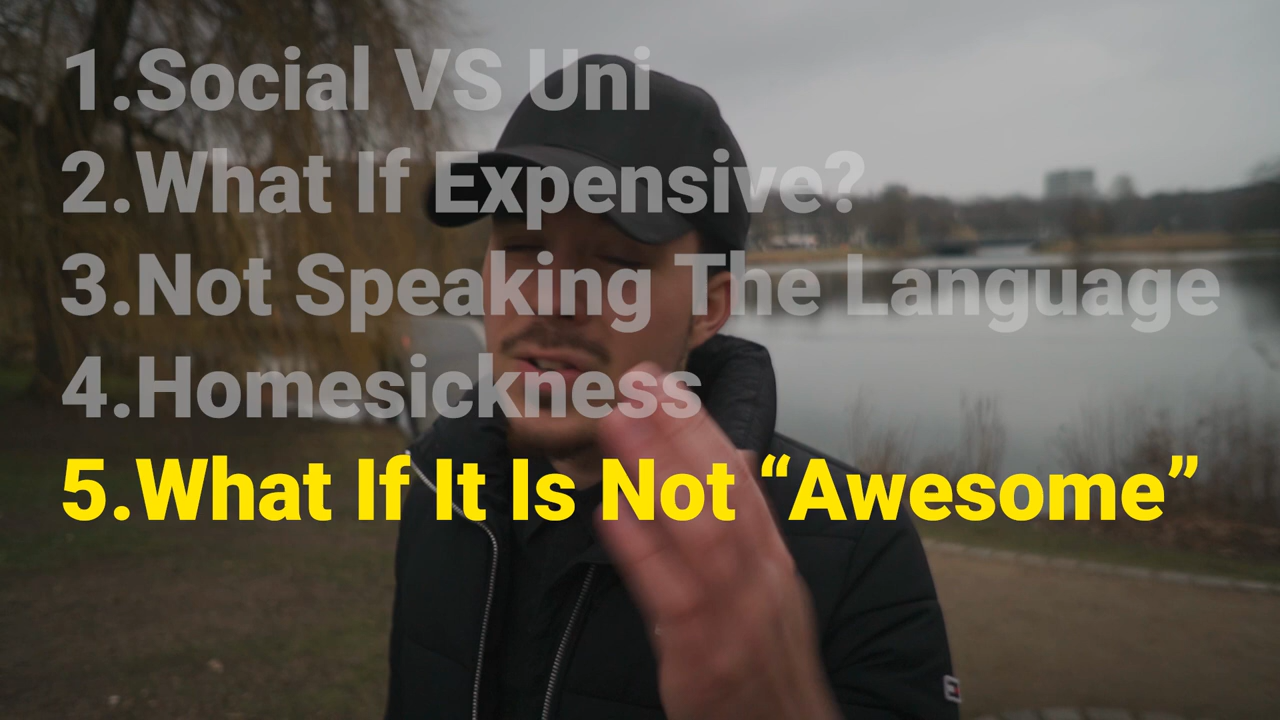 1.Social VS Uni
2.What If Expensive?
3.Not Speaking The Language
4.Homesickness
5.What If It Is Not “Awesome”